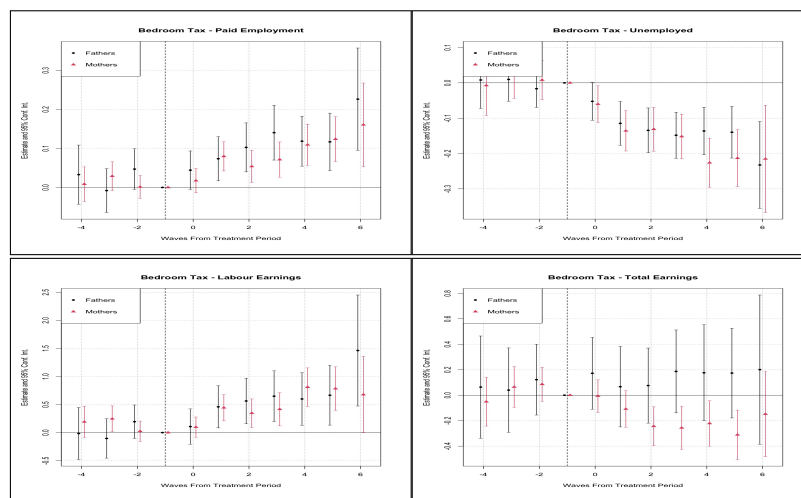 Bedroom Tax - Paid Employment
Fathers
Mothers
Estimate and 95% Conf. Int.
0.3
0.2
0.1
0.0
-4 -2 0 2 4 6
Waves From Treatment Period
Bedroom Tax - Unemployed
Fathers
Mothers
Estimate and 95% Conf. Int.
0.1
0.0
-0.1
-0.2
-0.3
-4 -2 0 2 4 6
Waves From Treatment Period
Bedroom Tax - Labour Earnings
Fathers
Mothers
Estimate and 95% Conf. Int.
2.5
2.0
1.5
1.0
0.5
0.0
-0.5
-4 -2 0 2 4 6
Waves From Treatment Period
Bedroom Tax - Total Earnings
Fathers
Mothers
Estimate and 95% Conf. Int.
0.8
0.6
0.4
0.2
0.0
-0.2
-0.4
-4 -2 0 2 4 6
Waves From Treatment Period